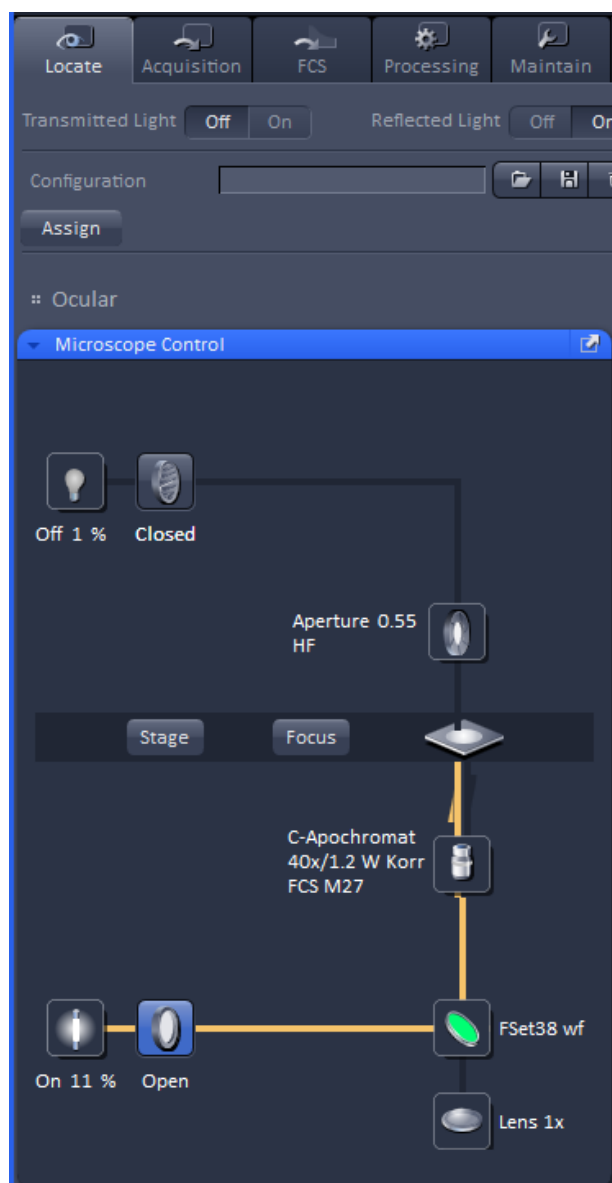 Locate
Acquisition
FCS
Processing
Maintain
Transmitted Light Off On Reflected Light Off
Configuration
Assign
Ocular
Microscope Control
Off 1 %
Closed
Aperture 0.55
HF
Stage
Focus
C-Apochromat
40x/1.2 W Korr
FCS M27
On 11 %
Open
FSet38 wf
Lens 1x